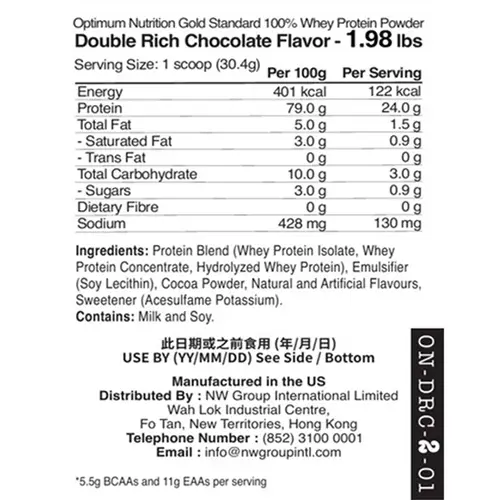 Optimum Nutrition Gold Standard 100% Whey Protein Powder
Double Rich Chocolate Flavor - 1.98 lbs
Serving Size: 1 scoop (30.4g) Per 100g Per Serving
Energy 401 kcal 122 kcal
Protein 79.0 g 24.0 g
Total Fat 5.0 g 1.5 g
- Saturated Fat 3.0 g 0.9 g
- Trans Fat 0 g 0 g
Total Carbohydrate 10.0 g 3.0 g
- Sugars 3.0 g 0.9 g
Dietary Fibre 0 g 0 g
Sodium 428 mg 130 mg
Ingredients: Protein Blend (Whey Protein Isolate, Whey
Protein Concentrate, Hydrolyzed Whey Protein), Emulsifier
(Soy Lecithin), Cocoa Powder, Natural and Artificial Flavours,
Sweetener (Acesulfame Potassium).
Contains: Milk and Soy.
此日期或之前食用 (年/月/日)
USE BY (YY/MM/DD) See Side / Bottom
Manufactured in the US
Distributed By : NW Group International Limited
Wah Lok Industrial Centre,
Fo Tan, New Territories, Hong Kong
Telephone Number : (852) 3100 0001
Email : info@nwgroupintl.com
*5.5g BCAAs and 11g EAAs per serving
ON-DRC-2-01